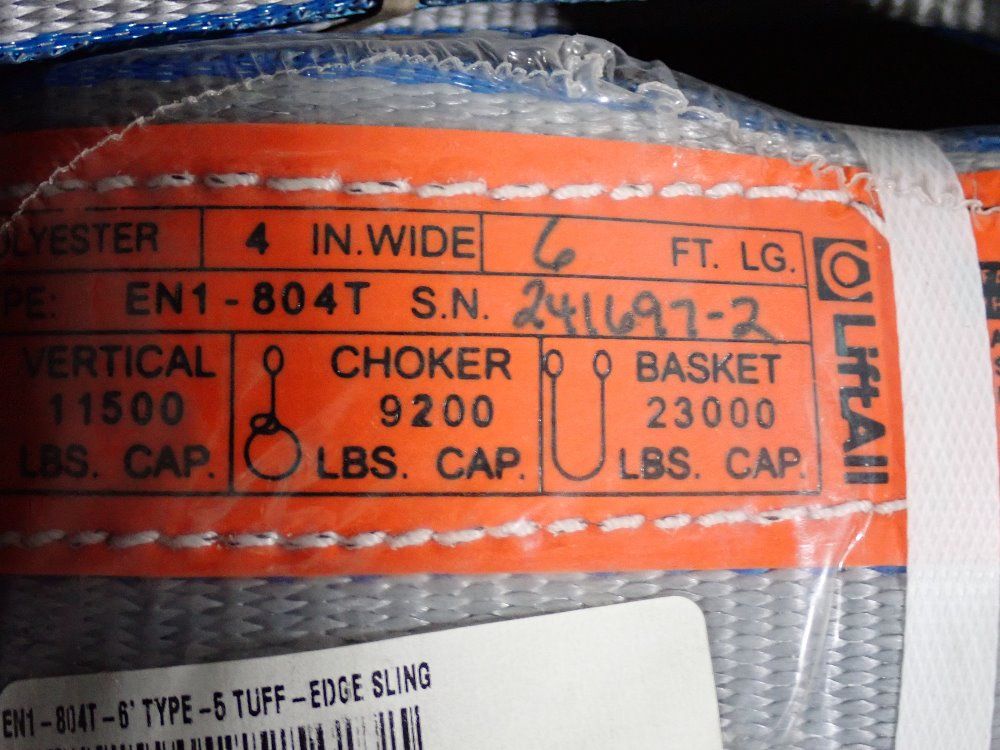 OLYESTER 4 IN.WIDE 6 FT. LG.
PE: EN1-804T S.N. 241697-2
VERTICAL CHOKER BASKET
11500 9200 23000
LBS. CAP. LBS. CAP. LBS. CAP.
LiftAll
EN1-804T-6' TYPE-5 TUFF-EDGE SLING